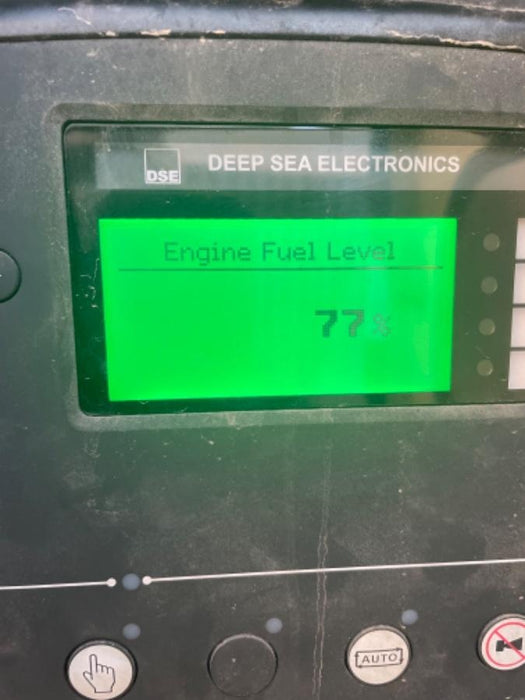 DSE
DEEP SEA ELECTRONICS
Engine Fuel Level
77%
AUTO